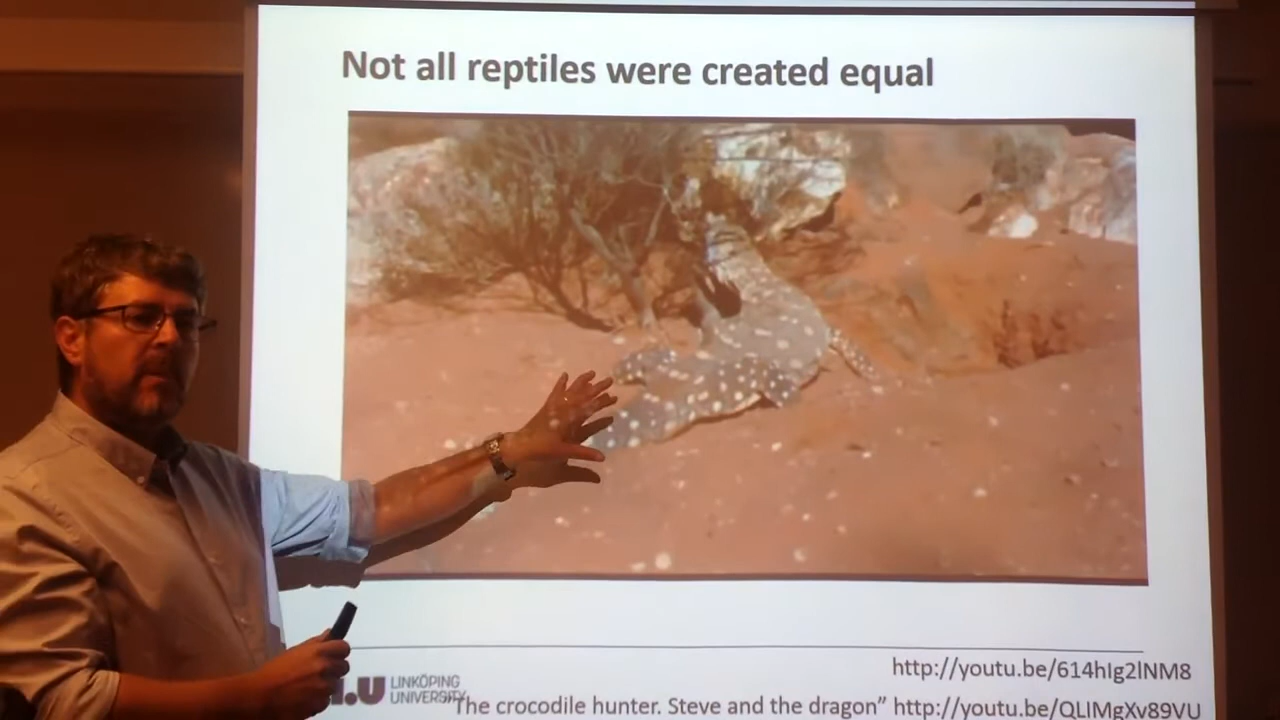 Not all reptiles were created equal
http://youtu.be/614hIg2lNM8
.U LINKÖPING
UNIVERSITY
"The crocodile hunter. Steve and the dragon" http://youtu.be/QLIMgXv89VU